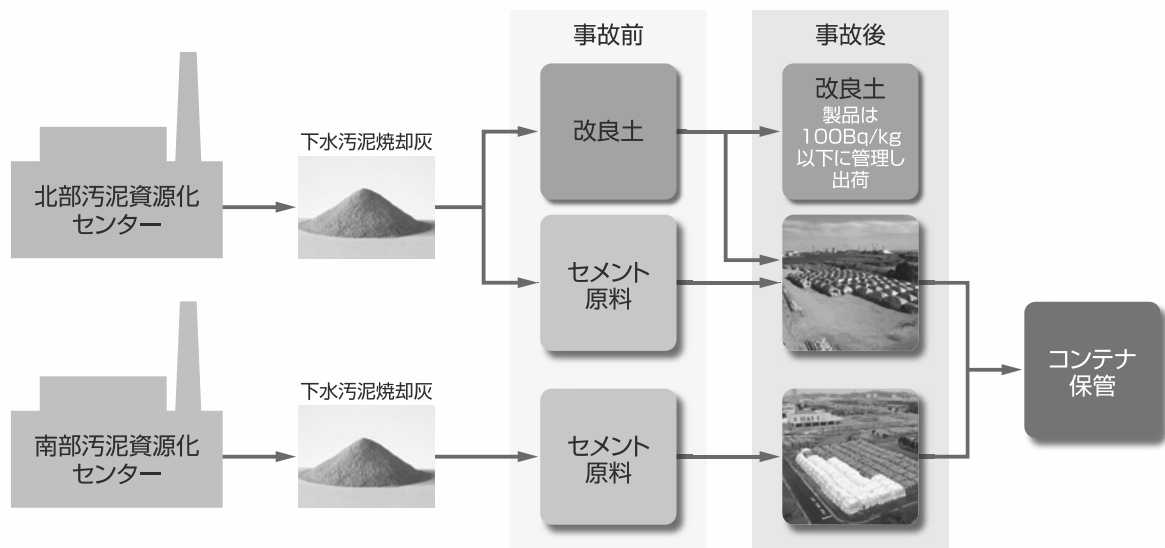 事故前
事故後
下水汚泥焼却灰
北部汚泥資源化
センター
改良土
改良土
製品は
100Bq/kg
以下に管理し
出荷
セメント
原料
コンテナ
保管
下水汚泥焼却灰
南部汚泥資源化
センター
セメント
原料